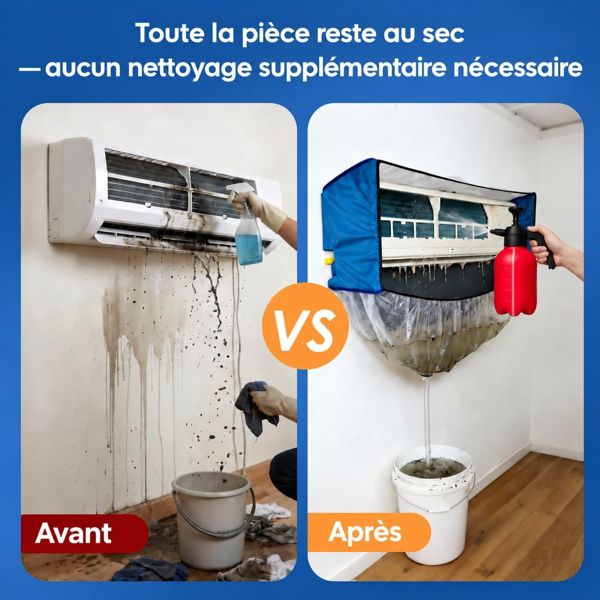 Toute la pièce reste au sec
— aucun nettoyage supplémentaire nécessaire
VS
Avant
Après